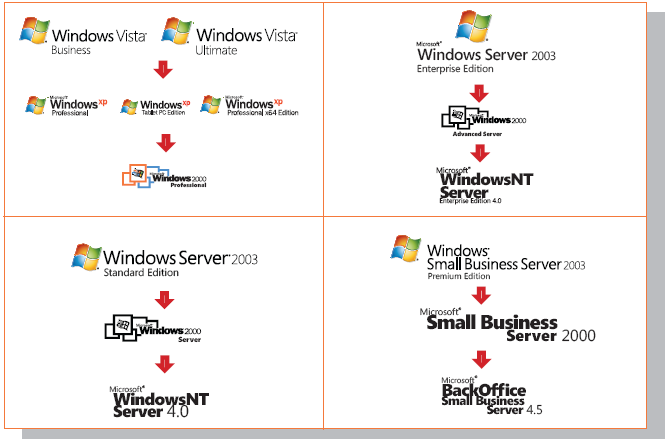 Windows Vista
Business
Windows Vista
Ultimate
Microsoft
Windows xp
Professional
Windows xp
Tablet PC Edition
Microsoft
Windows xp
Professional x64 Edition
Windows 2000
Professional
Microsoft
Windows Server 2003
Enterprise Edition
Windows 2000
Advanced Server
Microsoft
WindowsNT
Server
Enterprise Edition 4.0
Windows Server 2003
Standard Edition
Windows 2000
Server
Microsoft
WindowsNT
Server 4.0
Windows
Small Business Server 2003
Premium Edition
Microsoft
Small Business
Server 2000
Microsoft
BackOffice
Small Business
Server 4.5